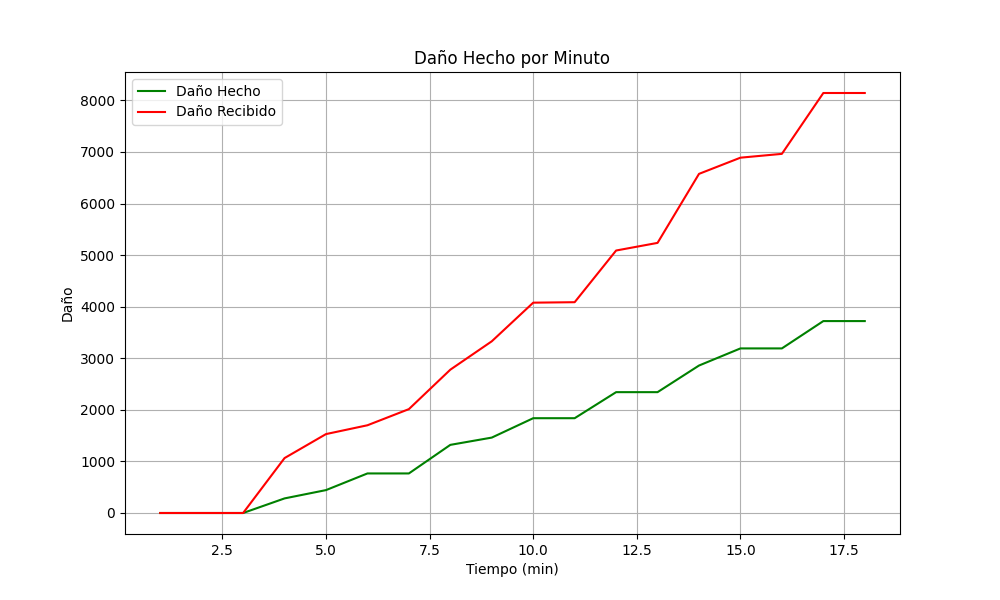 Daño Hecho por Minuto
Daño Hecho
Daño Recibido
8000
7000
6000
5000
4000
3000
2000
1000
0
Daño
2.5 5.0 7.5 10.0 12.5 15.0 17.5
Tiempo (min)